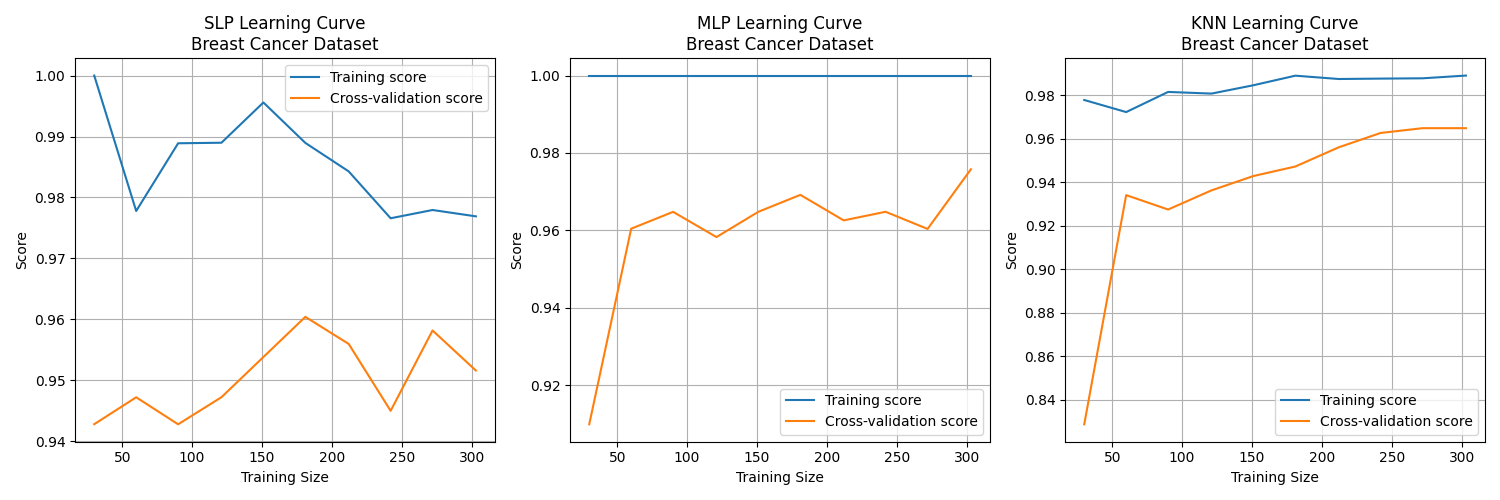 SLP Learning Curve
Breast Cancer Dataset
Training score
Cross-validation score
1.00
0.99
0.98
0.97
0.96
0.95
0.94
Score
50
100
150
200
250
300
Training Size
MLP Learning Curve
Breast Cancer Dataset
1.00
0.98
0.96
0.94
0.92
Score
Training score
Cross-validation score
50
100
150
200
250
300
Training Size
KNN Learning Curve
Breast Cancer Dataset
0.98
0.96
0.94
0.92
0.90
0.88
0.86
0.84
Score
Training score
Cross-validation score
50
100
150
200
250
300
Training Size